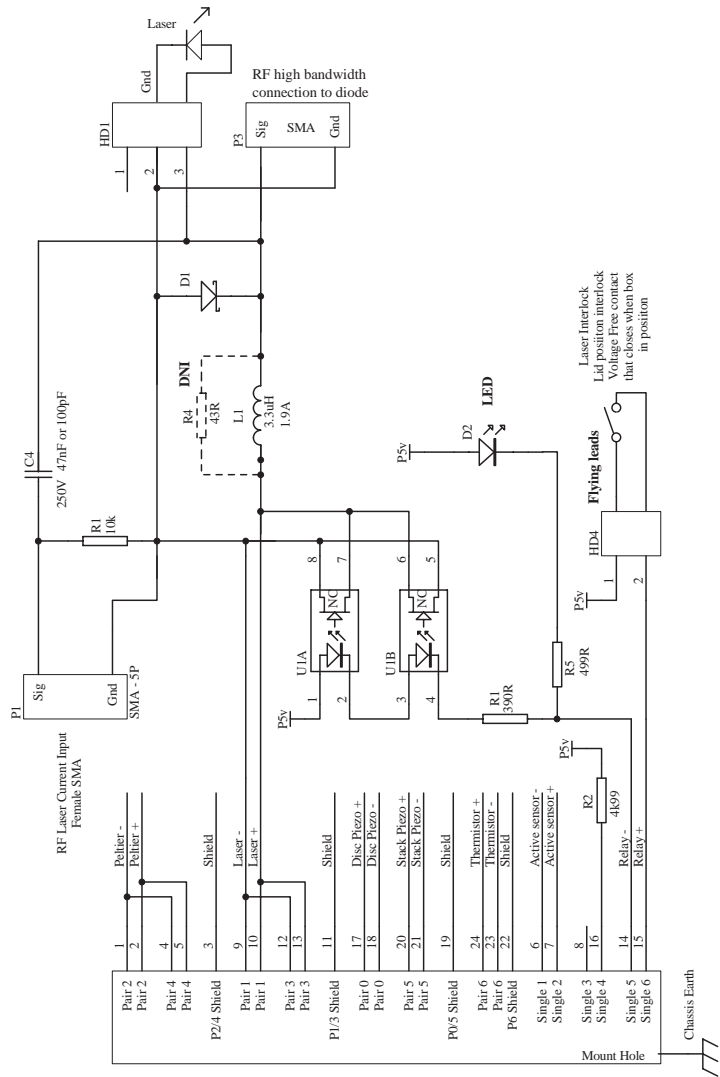 Laser
Gnd
HD1
1
2
3
RF high bandwidth
connection to diode
P3
Sig
SMA
Gnd
C4
250V 47nF or 100pF
D1
DNI
R4
43R
L1
3.3uH
1.9A
R1
10k
P1
Sig
Gnd
SMA - 5P
RF Laser Current Input
Female SMA
8
7
NC
U1A
1
2
P5v
6
5
NC
U1B
3
4
P5v
D2
LED
R1
390R
R5
499R
Laser Interlock
Lid posiiton interlock
Voltage Free contact
that closes when box
in posiiton
Flying leads
HD4
1
2
P5v
P5v
R2
4k99
P5v
Peltier -
Peltier +
Shield
Laser -
Laser +
Shield
Disc Piezo +
Disc Piezo -
Stack Piezo +
Stack Piezo -
Shield
Thermistor +
Thermistor -
Shield
Active sensor -
Active sensor +
Relay -
Relay +
1
2
4
5
3
9
10
12
13
11
17
18
20
21
19
24
23
22
6
7
8
16
14
15
Pair 2
Pair 2
Pair 4
Pair 4
P2/4 Shield
Pair 1
Pair 1
Pair 3
Pair 3
P1/3 Shield
Pair 0
Pair 0
Pair 5
Pair 5
P0/5 Shield
Pair 6
Pair 6
P6 Shield
Single 1
Single 2
Single 3
Single 4
Single 5
Single 6
Mount Hole
Chassis Earth